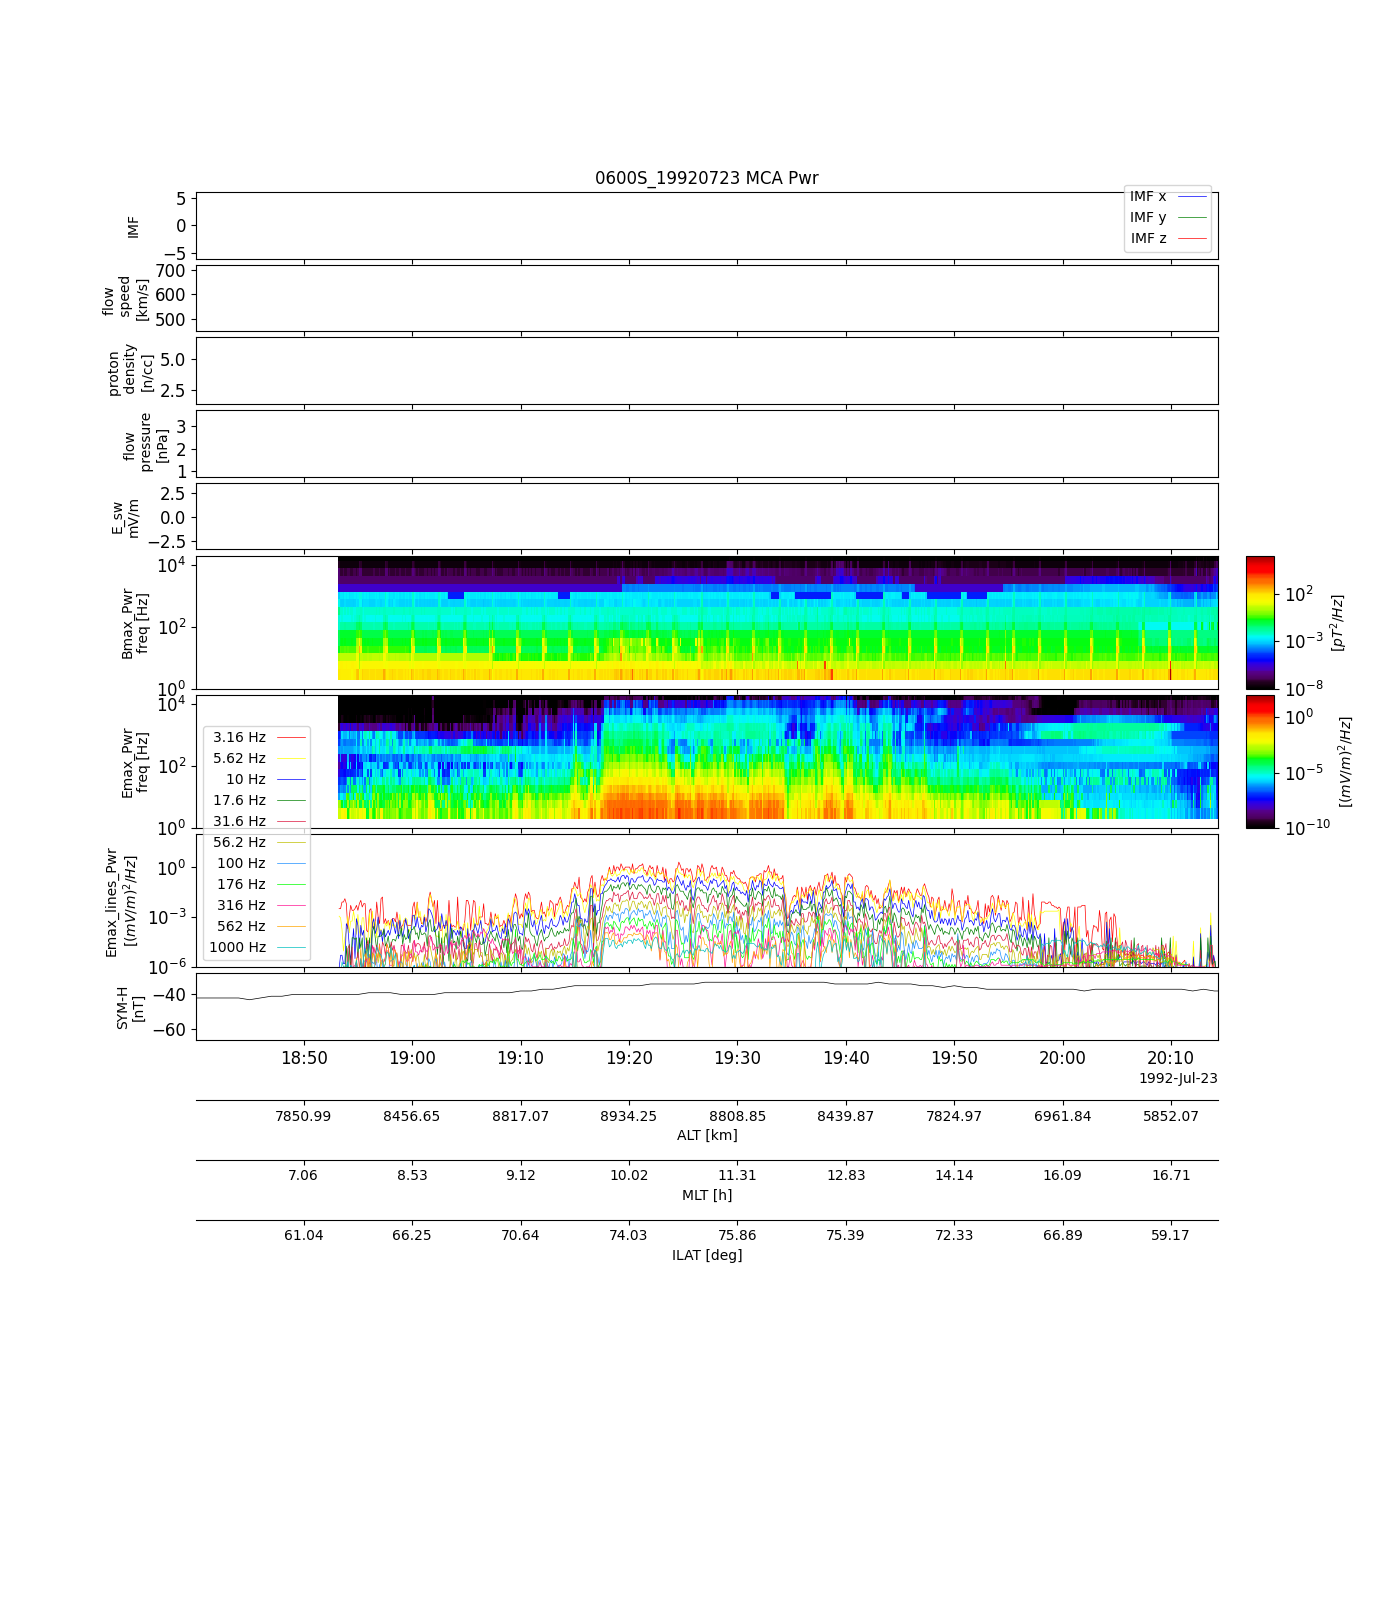 0600S_19920723 MCA Pwr
IMF
5
0
−5
IMF x
IMF y
IMF z
flow
speed
[km/s]
700
600
500
proton
density
[n/cc]
5.0
2.5
flow
pressure
[nPa]
3
2
1
E_sw
mV/m
2.5
0.0
−2.5
Bmax_Pwr
freq [Hz]
10^4
10^2
10^0
10^2
10^−3
10^−8
[pT^2/Hz]
Emax_Pwr
freq [Hz]
10^4
10^2
10^0
10^0
10^−5
10^−10
[(mV/m)^2/Hz]
3.16 Hz
5.62 Hz
10 Hz
17.6 Hz
31.6 Hz
56.2 Hz
100 Hz
176 Hz
316 Hz
562 Hz
1000 Hz
Emax_lines_Pwr
[(mV/m)^2/Hz]
10^0
10^−3
10^−6
SYM-H
[nT]
−40
−60
18:50 19:00 19:10 19:20 19:30 19:40 19:50 20:00 20:10
1992-Jul-23
7850.99 8456.65 8817.07 8934.25 8808.85 8439.87 7824.97 6961.84 5852.07
ALT [km]
7.06 8.53 9.12 10.02 11.31 12.83 14.14 16.09 16.71
MLT [h]
61.04 66.25 70.64 74.03 75.86 75.39 72.33 66.89 59.17
ILAT [deg]